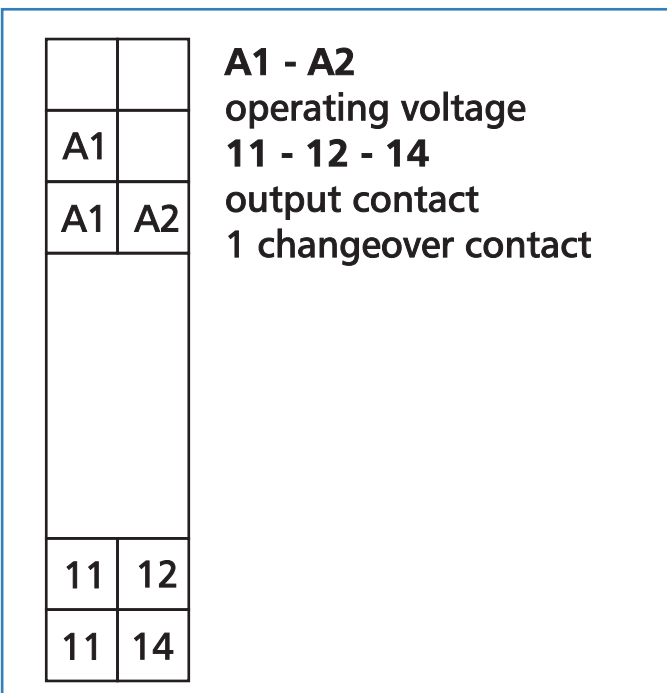 A1 - A2
operating voltage
11 - 12 - 14
output contact
1 changeover contact
A1
A1 A2
11 12
11 14